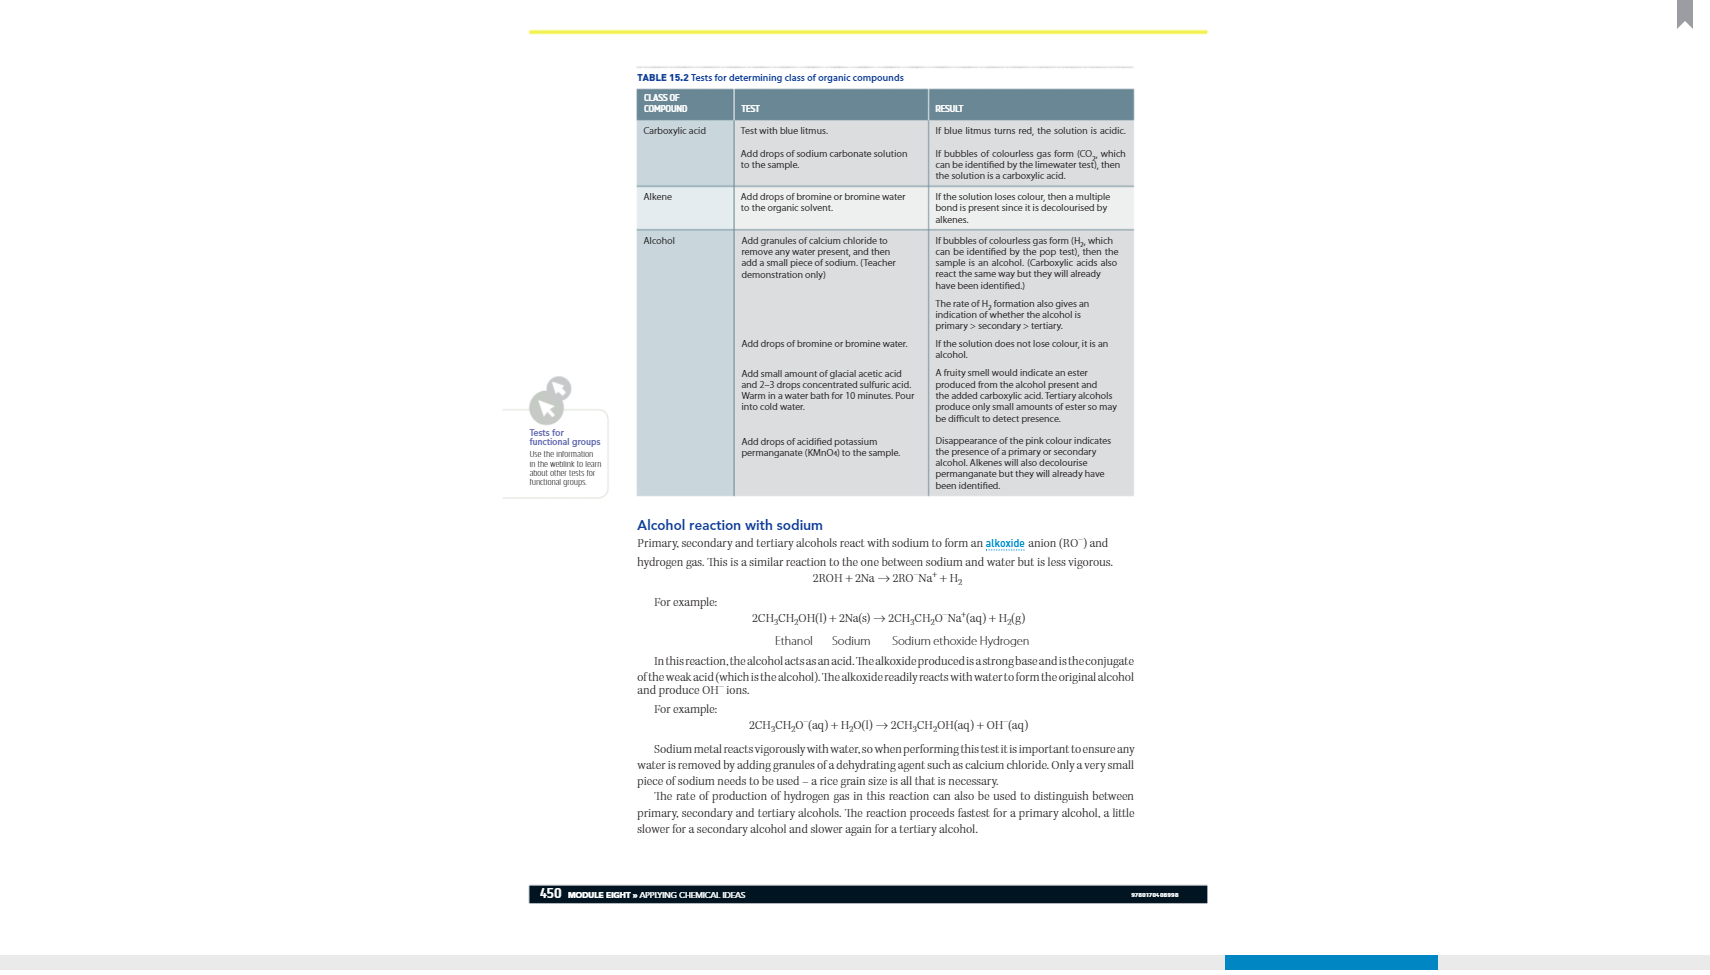 TABLE 15.2 Tests for determining class of organic compounds
CLASS OF
COMPOUND
TEST
RESULT
Carboxylic acid
Test with blue litmus.
If blue litmus turns red, the solution is acidic.
Add drops of sodium carbonate solution
to the sample.
If bubbles of colourless gas form (CO₂, which
can be identified by the limewater test), then
the solution is a carboxylic acid.
Alkene
Add drops of bromine or bromine water
to the organic solvent.
If the solution loses colour, then a multiple
bond is present since it is decolourised by
alkenes.
Alcohol
Add granules of calcium chloride to
remove any water present, and then
add a small piece of sodium. (Teacher
demonstration only)
If bubbles of colourless gas form (H₂, which
can be identified by the pop test), then the
sample is an alcohol. (Carboxylic acids also
react the same way but they will already
have been identified.)
The rate of H₂ formation also gives an
indication of whether the alcohol is
primary > secondary > tertiary.
Add drops of bromine or bromine water.
If the solution does not lose colour, it is an
alcohol.
Add small amount of glacial acetic acid
and 2–3 drops concentrated sulfuric acid.
Warm in a water bath for 10 minutes. Pour
into cold water.
A fruity smell would indicate an ester
produced from the alcohol present and
the added carboxylic acid. Tertiary alcohols
produce only small amounts of ester so may
be difficult to detect presence.
Add drops of acidified potassium
permanganate (KMnO₄) to the sample.
Disappearance of the pink colour indicates
the presence of a primary or secondary
alcohol. Alkenes will also decolourise
permanganate but they will already have
been identified.
Tests for
functional groups
Use the information
in the weblink to learn
about other tests for
functional groups.
Alcohol reaction with sodium
Primary, secondary and tertiary alcohols react with sodium to form an alkoxide anion (RO⁻) and
hydrogen gas. This is a similar reaction to the one between sodium and water but is less vigorous.
2ROH + 2Na → 2RO⁻Na⁺ + H₂
For example:
2CH₃CH₂OH(l) + 2Na(s) → 2CH₃CH₂O⁻Na⁺(aq) + H₂(g)
Ethanol Sodium Sodium ethoxide Hydrogen
In this reaction, the alcohol acts as an acid. The alkoxide produced is a strong base and is the conjugate
of the weak acid (which is the alcohol). The alkoxide readily reacts with water to form the original alcohol
and produce OH⁻ ions.
For example:
2CH₃CH₂O⁻(aq) + H₂O(l) → 2CH₃CH₂OH(aq) + OH⁻(aq)
Sodium metal reacts vigorously with water, so when performing this test it is important to ensure any
water is removed by adding granules of a dehydrating agent such as calcium chloride. Only a very small
piece of sodium needs to be used – a rice grain size is all that is necessary.
The rate of production of hydrogen gas in this reaction can also be used to distinguish between
primary, secondary and tertiary alcohols. The reaction proceeds fastest for a primary alcohol, a little
slower for a secondary alcohol and slower again for a tertiary alcohol.
450 MODULE EIGHT » APPLYING CHEMICAL IDEAS
9780170408998